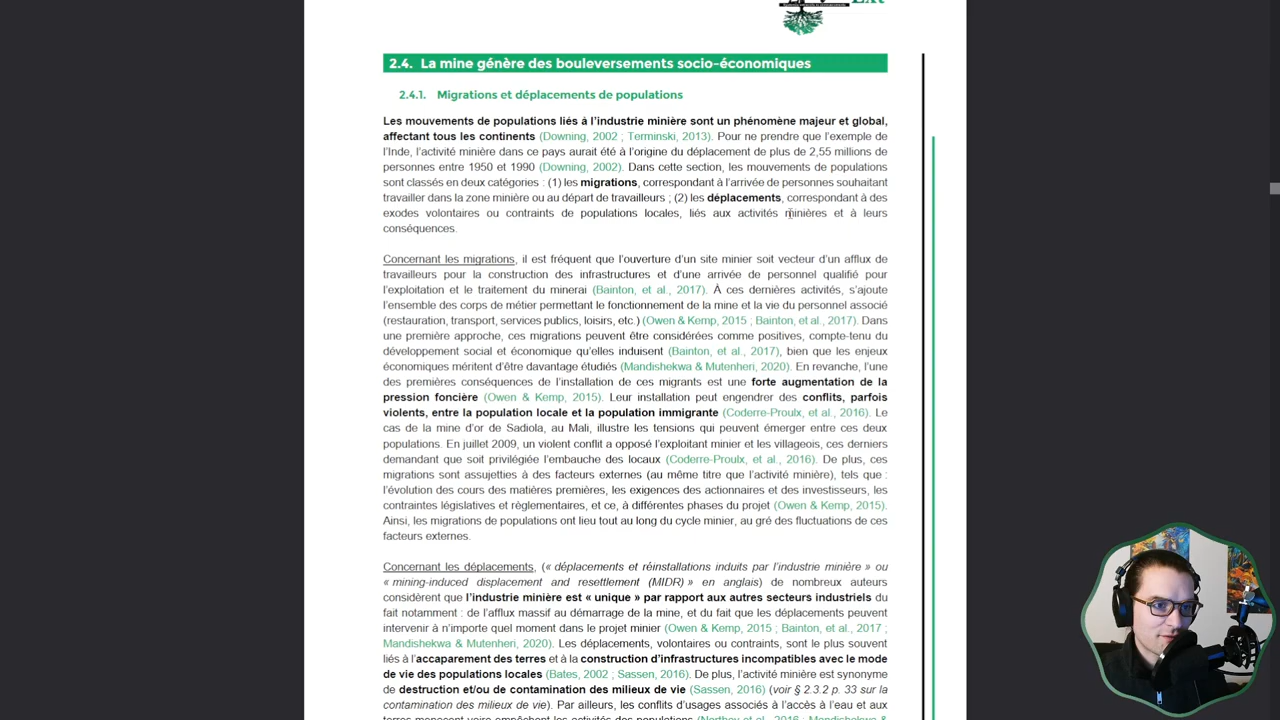 2.4. La mine génère des bouleversements socio-économiques
2.4.1. Migrations et déplacements de populations
Les mouvements de populations liés à l'industrie minière sont un phénomène majeur et global,
affectant tous les continents (Downing, 2002 ; Terminski, 2013). Pour ne prendre que l'exemple de
l'Inde, l'activité minière dans ce pays aurait été à l'origine du déplacement de plus de 2,55 millions de
personnes entre 1950 et 1990 (Downing, 2002). Dans cette section, les mouvements de populations
sont classés en deux catégories : (1) les migrations, correspondant à l'arrivée de personnes souhaitant
travailler dans la zone minière ou au départ de travailleurs ; (2) les déplacements, correspondant à des
exodes volontaires ou contraints de populations locales, liés aux activités minières et à leurs
conséquences.
Concernant les migrations, il est fréquent que l'ouverture d'un site minier soit vecteur d'un afflux de
travailleurs pour la construction des infrastructures et d'une arrivée de personnel qualifié pour
l'exploitation et le traitement du minerai (Bainton, et al., 2017). À ces dernières activités, s'ajoute
l'ensemble des corps de métier permettant le fonctionnement de la mine et la vie du personnel associé
(restauration, transport, services publics, loisirs, etc.) (Owen & Kemp, 2015 ; Bainton, et al., 2017). Dans
une première approche, ces migrations peuvent être considérées comme positives, compte-tenu du
développement social et économique qu'elles induisent (Bainton, et al., 2017), bien que les enjeux
économiques méritent d'être davantage étudiés (Mandishekwa & Mutenheri, 2020). En revanche, l'une
des premières conséquences de l'installation de ces migrants est une forte augmentation de la
pression foncière (Owen & Kemp, 2015). Leur installation peut engendrer des conflits, parfois
violents, entre la population locale et la population immigrante (Coderre-Proulx, et al., 2016). Le
cas de la mine d'or de Sadiola, au Mali, illustre les tensions qui peuvent émerger entre ces deux
populations. En juillet 2009, un violent conflit a opposé l'exploitant minier et les villageois, ces derniers
demandant que soit privilégiée l'embauche des locaux (Coderre-Proulx, et al., 2016). De plus, ces
migrations sont assujetties à des facteurs externes (au même titre que l'activité minière), tels que :
l'évolution des cours des matières premières, les exigences des actionnaires et des investisseurs, les
contraintes législatives et règlementaires, et ce, à différentes phases du projet (Owen & Kemp, 2015).
Ainsi, les migrations de populations ont lieu tout au long du cycle minier, au gré des fluctuations de ces
facteurs externes.
Concernant les déplacements, (« déplacements et réinstallations induits par l'industrie minière » ou
« mining-induced displacement and resettlement (MIDR) » en anglais) de nombreux auteurs
considèrent que l'industrie minière est « unique » par rapport aux autres secteurs industriels du
fait notamment : de l'afflux massif au démarrage de la mine, et du fait que les déplacements peuvent
intervenir à n'importe quel moment dans le projet minier (Owen & Kemp, 2015 ; Bainton, et al., 2017 ;
Mandishekwa & Mutenheri, 2020). Les déplacements, volontaires ou contraints, sont le plus souvent
liés à l'accaparement des terres et à la construction d'infrastructures incompatibles avec le mode
de vie des populations locales (Bates, 2002 ; Sassen, 2016). De plus, l'activité minière est synonyme
de destruction et/ou de contamination des milieux de vie (Sassen, 2016) (voir § 2.3.2 p. 33 sur la
contamination des milieux de vie). Par ailleurs, les conflits d'usages associés à l'accès à l'eau et aux
terres menacent voire empêchent les activités des populations (Northey et al., 2016 ; Mandishekwa &